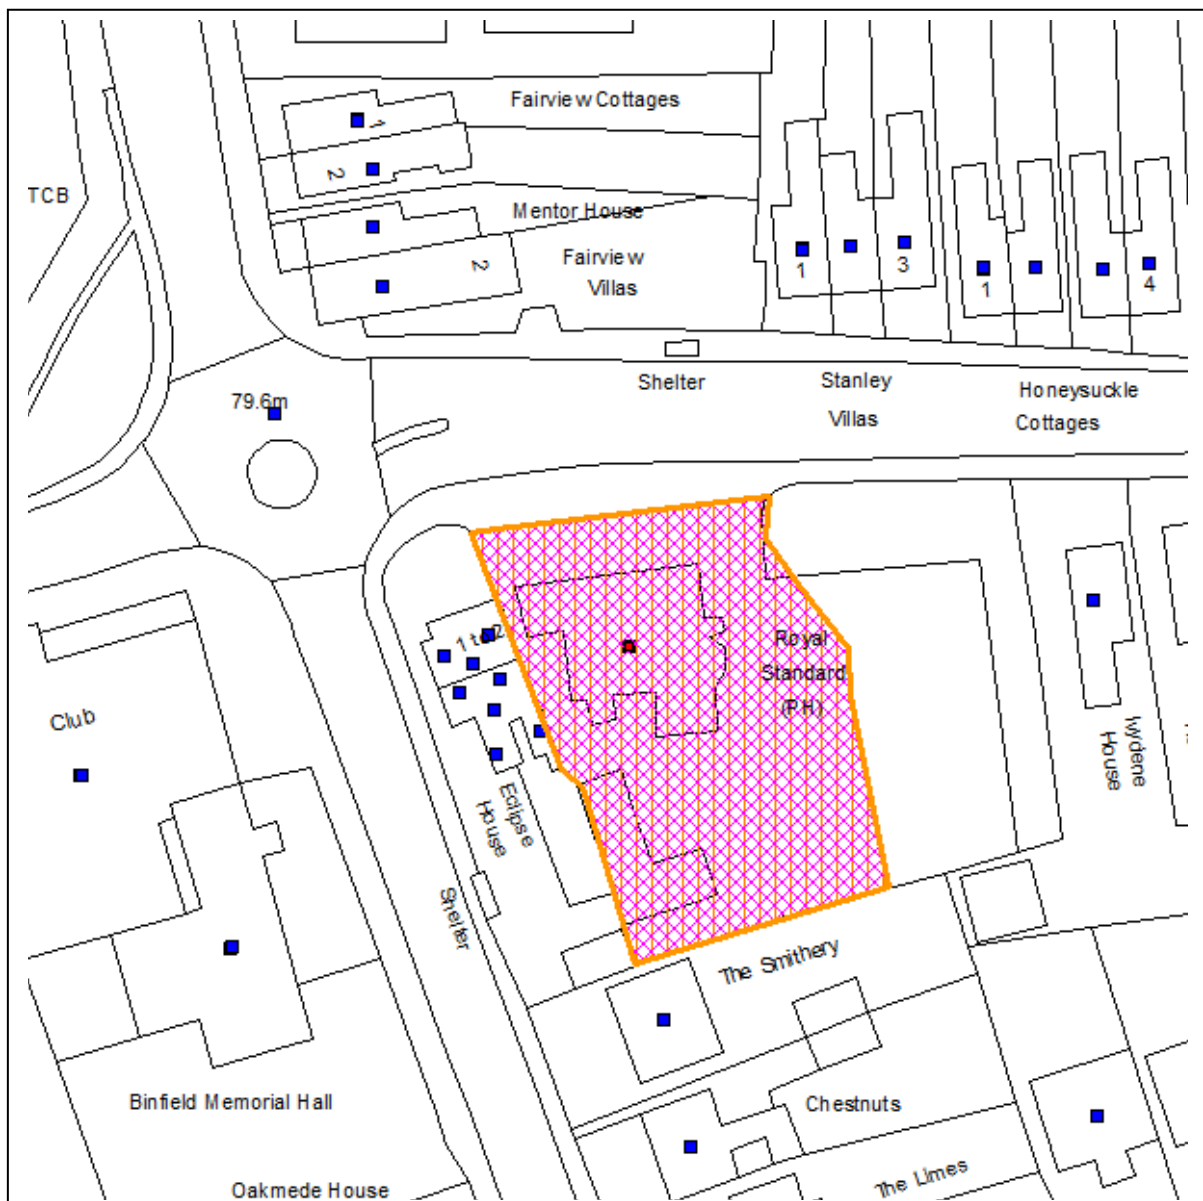 Fairview Cottages
1
2
TCB
Mentor House
2
Fairview
Villas
1
3
1
4
Shelter
Stanley
Villas
Honeysuckle
Cottages
79.6m
1 to 2
Royal
Standard
(PH)
Club
Eclipse
House
House
Shelter
The Smithery
Binfield Memorial Hall
Chestnuts
The Limes
Oakmede House